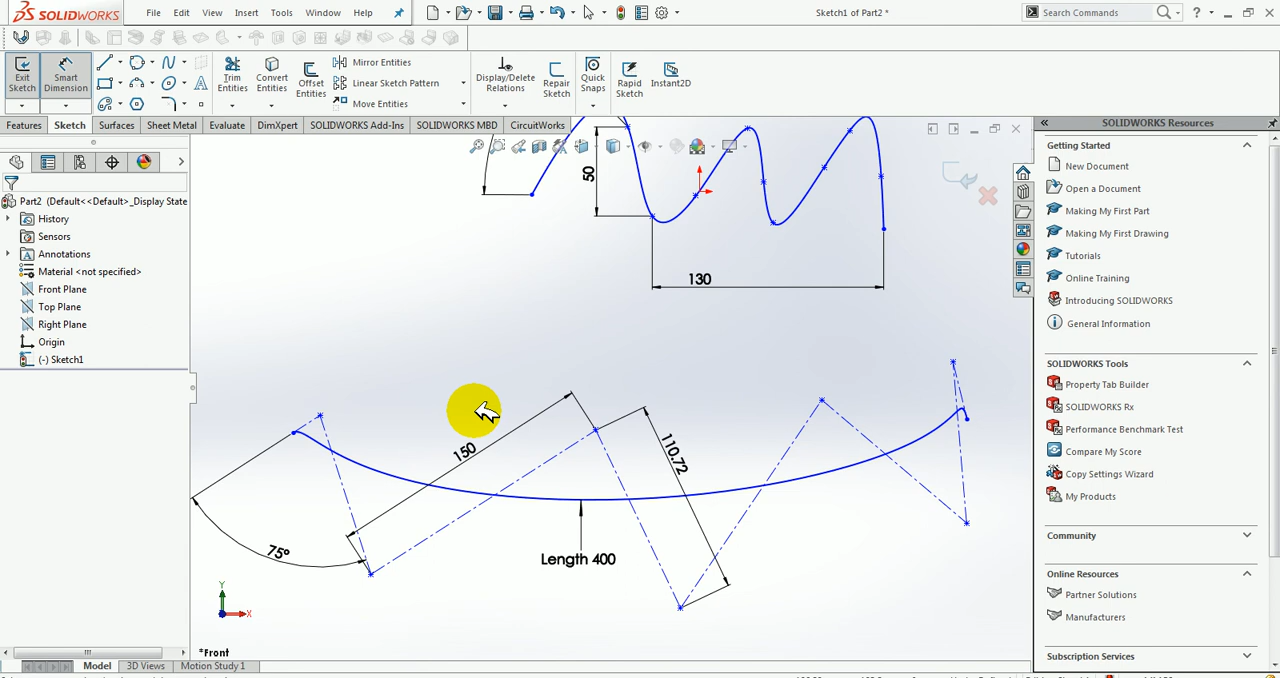 SOLIDWORKS File Edit View Insert Tools Window Help Sketch1 of Part2 * Search Commands
Exit Sketch Smart Dimension Trim Entities Convert Entities Offset Entities Mirror Entities Linear Sketch Pattern Move Entities Display/Delete Relations Repair Sketch Quick Snaps Rapid Sketch Instant2D
Features Sketch Surfaces Sheet Metal Evaluate DimXpert SOLIDWORKS Add-Ins SOLIDWORKS MBD CircuitWorks
Part2 (Default<<Default>_Display State
History
Sensors
Annotations
Material <not specified>
Front Plane
Top Plane
Right Plane
Origin
(-) Sketch1
50
130
150
110.72
75°
Length 400
Y
X
*Front
Model 3D Views Motion Study 1
SOLIDWORKS Resources
Getting Started
New Document
Open a Document
Making My First Part
Making My First Drawing
Tutorials
Online Training
Introducing SOLIDWORKS
General Information
SOLIDWORKS Tools
Property Tab Builder
SOLIDWORKS Rx
Performance Benchmark Test
Compare My Score
Copy Settings Wizard
My Products
Community
Online Resources
Partner Solutions
Manufacturers
Subscription Services